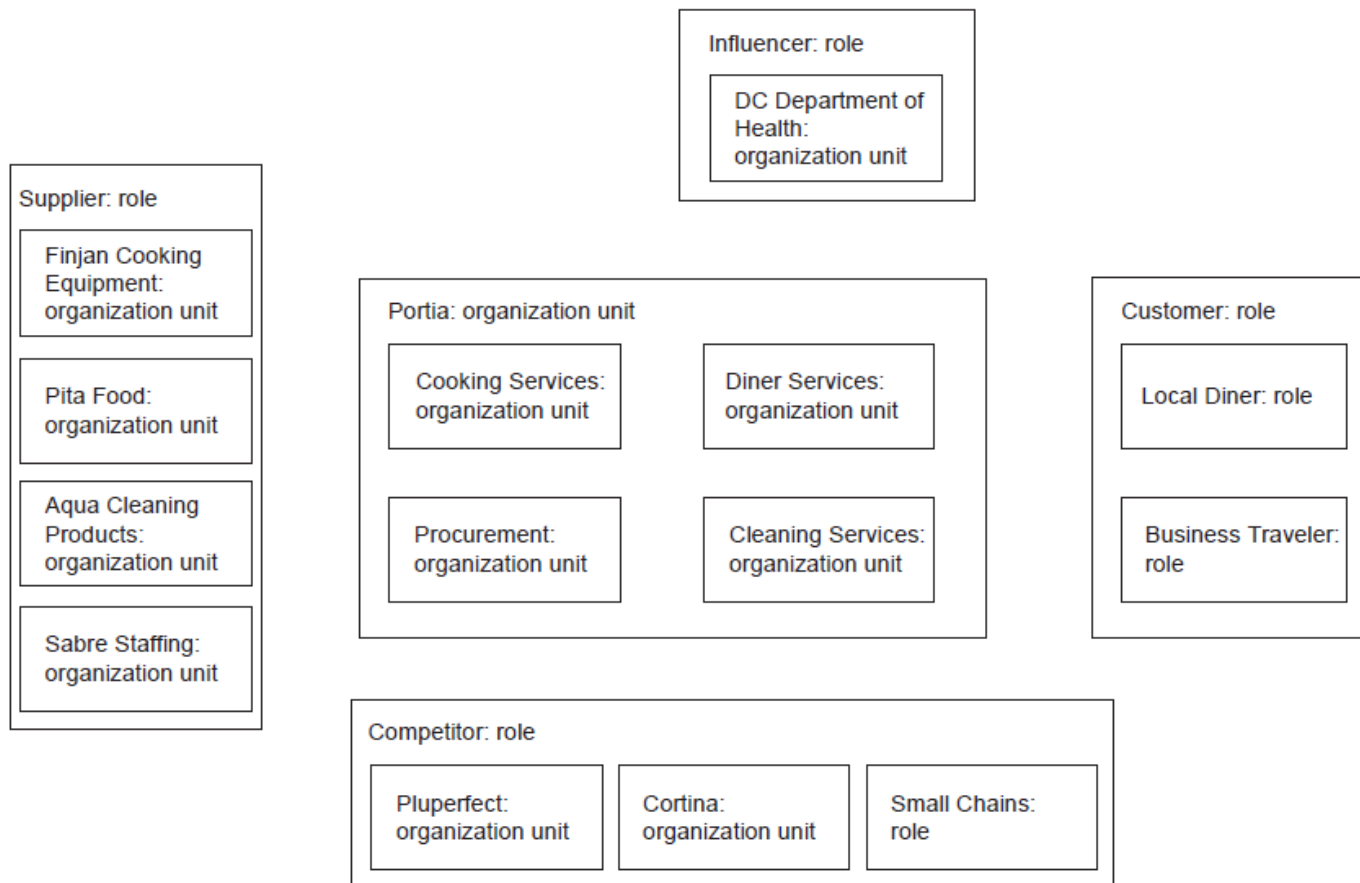 Influencer: role
DC Department of
Health:
organization unit
Supplier: role
Finjan Cooking
Equipment:
organization unit
Pita Food:
organization unit
Aqua Cleaning
Products:
organization unit
Sabre Staffing:
organization unit
Portia: organization unit
Cooking Services:
organization unit
Diner Services:
organization unit
Procurement:
organization unit
Cleaning Services:
organization unit
Customer: role
Local Diner: role
Business Traveler:
role
Competitor: role
Pluperfect:
organization unit
Cortina:
organization unit
Small Chains:
role